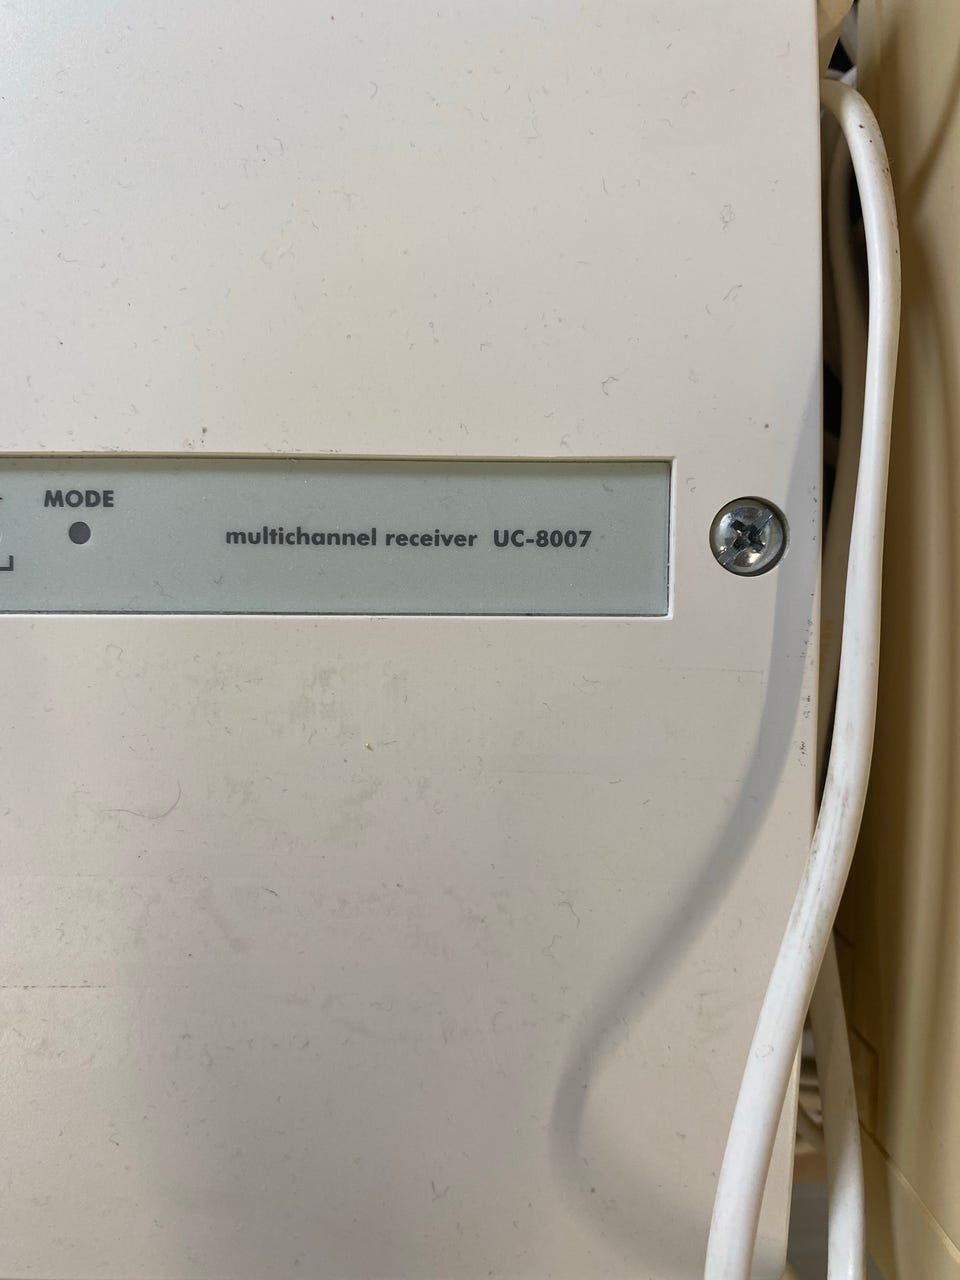 MODE
multichannel receiver UC-8007